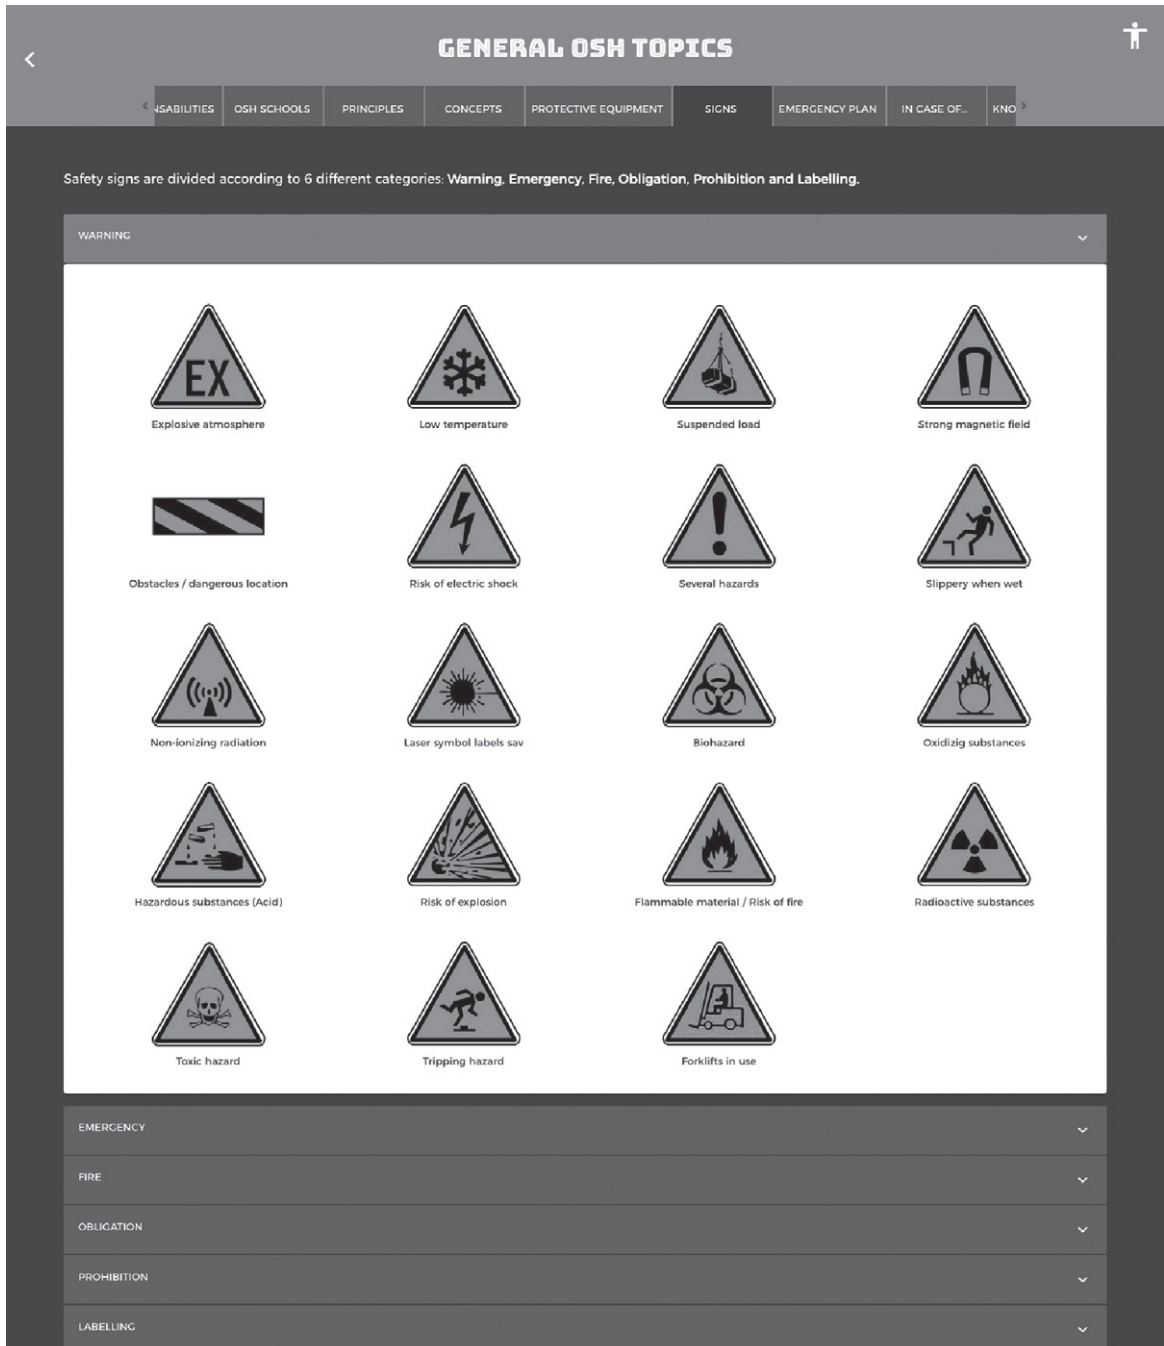 GENERAL OSH TOPICS
NSABILITIES OSH SCHOOLS PRINCIPLES CONCEPTS PROTECTIVE EQUIPMENT SIGNS EMERGENCY PLAN IN CASE OF... KNO
Safety signs are divided according to 6 different categories: Warning, Emergency, Fire, Obligation, Prohibition and Labelling.
WARNING
EX
Explosive atmosphere Low temperature Suspended load Strong magnetic field
Obstacles / dangerous location Risk of electric shock Several hazards Slippery when wet
Non-ionizing radiation Laser symbol labels sav Biohazard Oxidizig substances
Hazardous substances (Acid) Risk of explosion Flammable material / Risk of fire Radioactive substances
Toxic hazard Tripping hazard Forklifts in use
EMERGENCY
FIRE
OBLIGATION
PROHIBITION
LABELLING